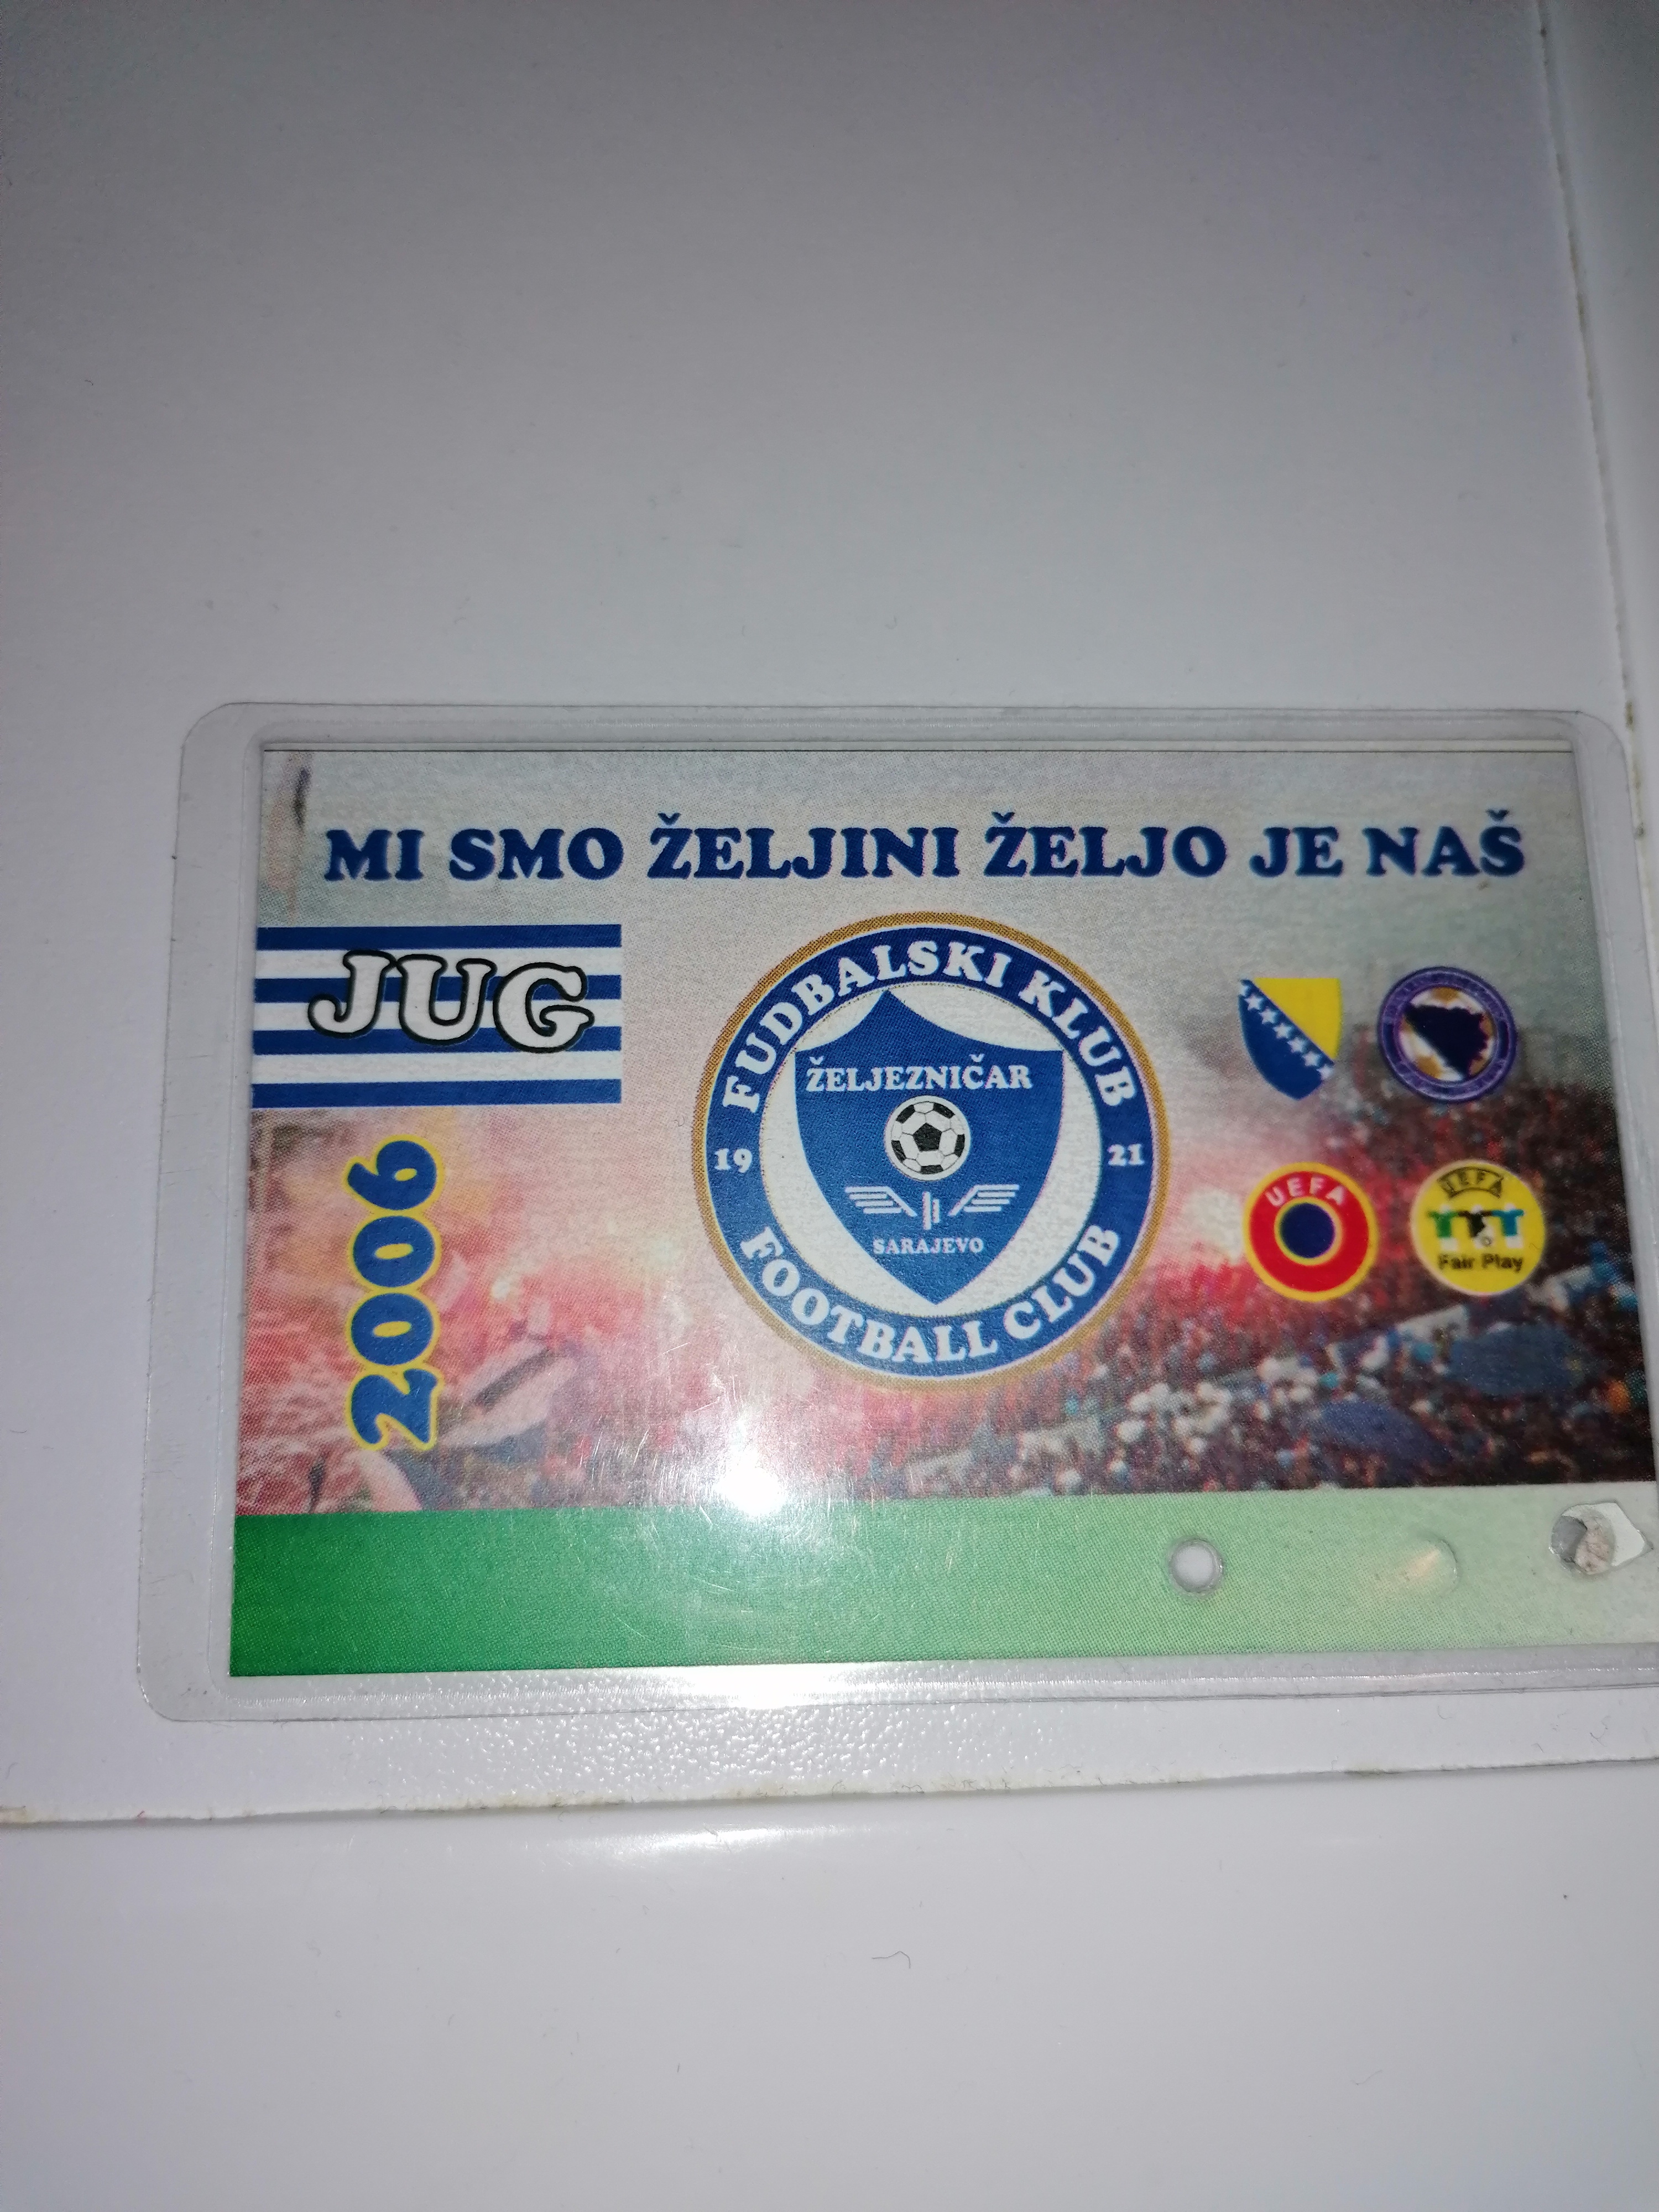 MI SMO ŽELJINI ŽELJO JE NAŠ
JUG
2006
FUDBALSKI KLUB
ŽELJEZNIČAR
19 21
SARAJEVO
FOOTBALL CLUB
UEFA
UEFA
Fair Play